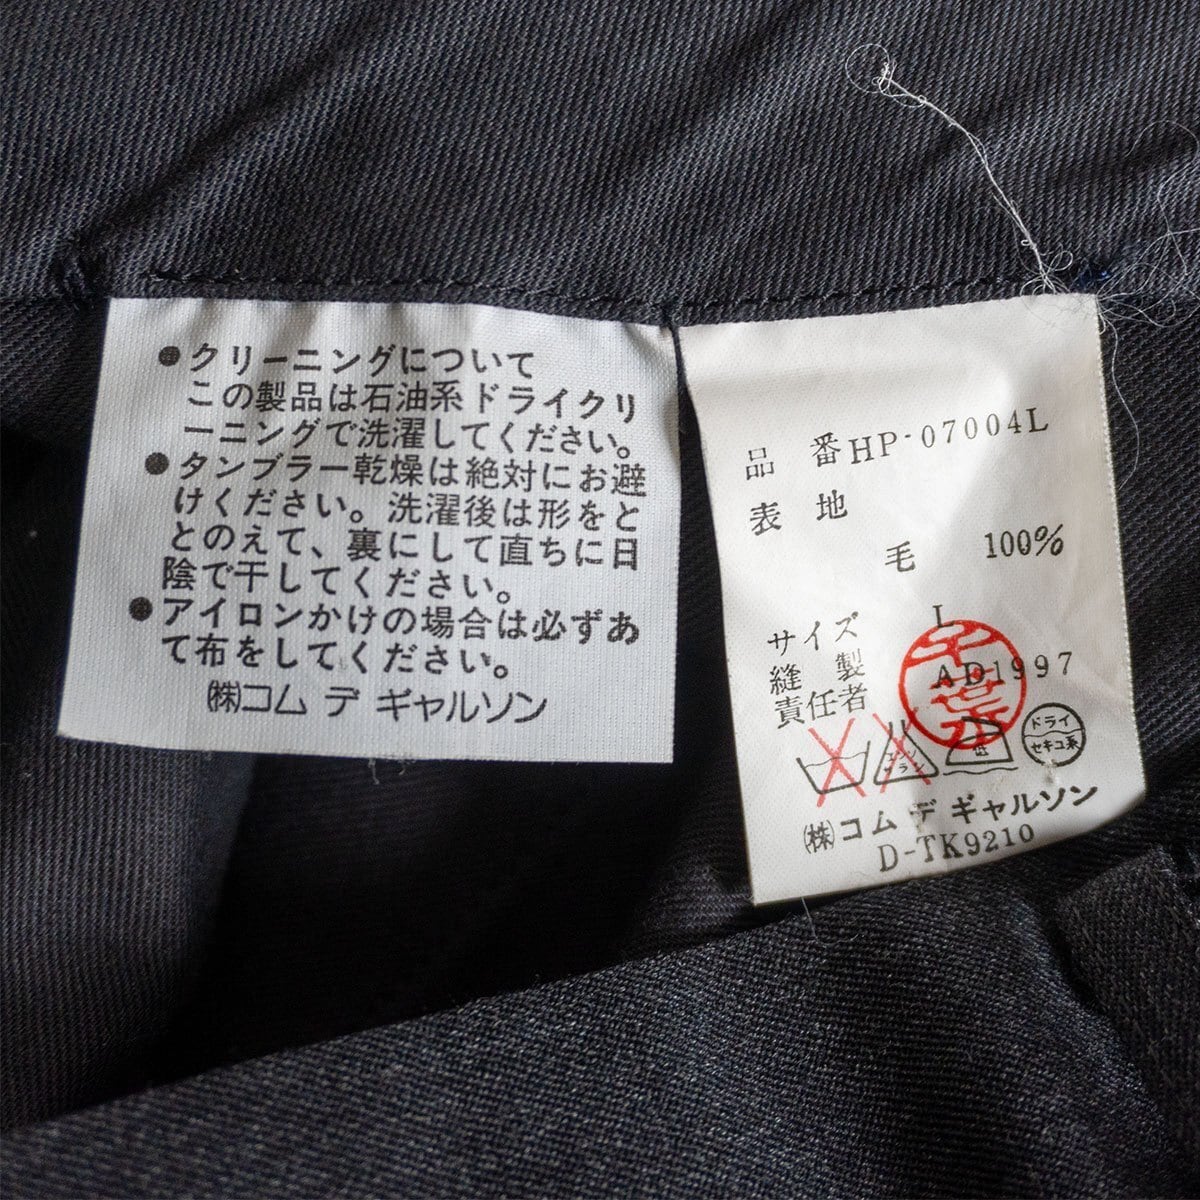 ●クリーニングについて
この製品は石油系ドライクリ
ーニングで洗濯してください。
●タンブラー乾燥は絶対にお避
けください。洗濯後は形をと
とのえて、裏にして直ちに日
陰で干してください。
●アイロンかけの場合は必ずあ
て布をしてください。
㈱コム デ ギャルソン
品 番 HP-07004L
表 地
毛 100%
サイズ L
縫 製
責任者 AD1997
ドライ
セキユ系
㈱コム デ ギャルソン
D-TK9210